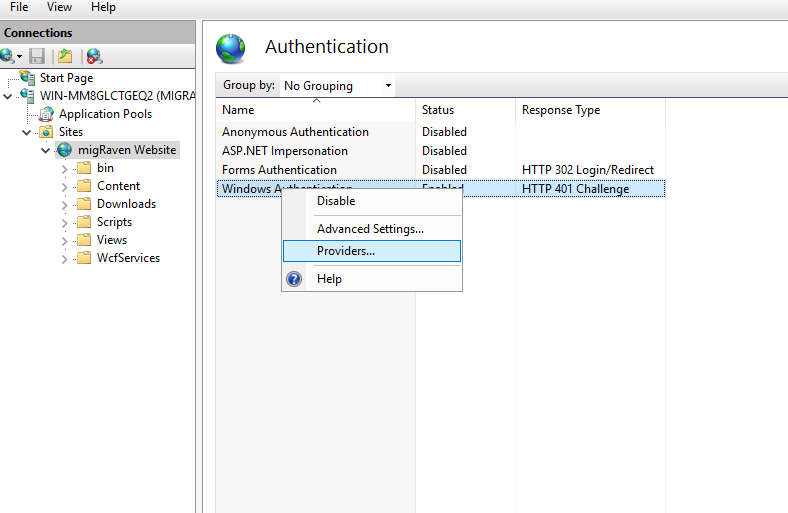 File View Help
Connections
Authentication
Start Page
WIN-MM8GLCTGEQ2 (MIGRA
Application Pools
Sites
migRaven Website
bin
Content
Downloads
Scripts
Views
WcfServices
Group by: No Grouping
Name Status Response Type
Anonymous Authentication Disabled
ASP.NET Impersonation Disabled
Forms Authentication Disabled HTTP 302 Login/Redirect
Windows Authentication Enabled HTTP 401 Challenge
Disable
Advanced Settings...
Providers...
Help